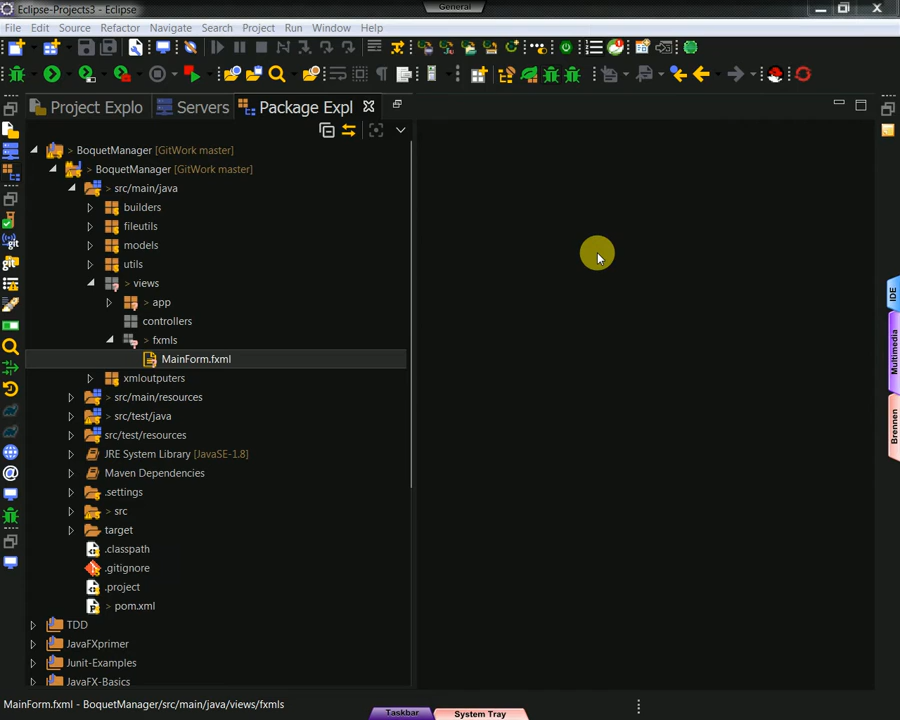 Eclipse-Projects3 - Eclipse
General
File Edit Source Refactor Navigate Search Project Run Window Help
Project Explo Servers Package Expl
> BoquetManager [GitWork master]
> BoquetManager [GitWork master]
> src/main/java
builders
fileutils
models
utils
> views
> app
controllers
> fxmls
MainForm.fxml
xmloutputers
> src/main/resources
> src/test/java
src/test/resources
JRE System Library [JavaSE-1.8]
Maven Dependencies
.settings
> src
target
.classpath
.gitignore
.project
> pom.xml
TDD
JavaFXprimer
Junit-Examples
JavaFX-Basics
IDE
Multimedia
Brennen
MainForm.fxml - BoquetManager/src/main/java/views/fxmls
Taskbar
System Tray